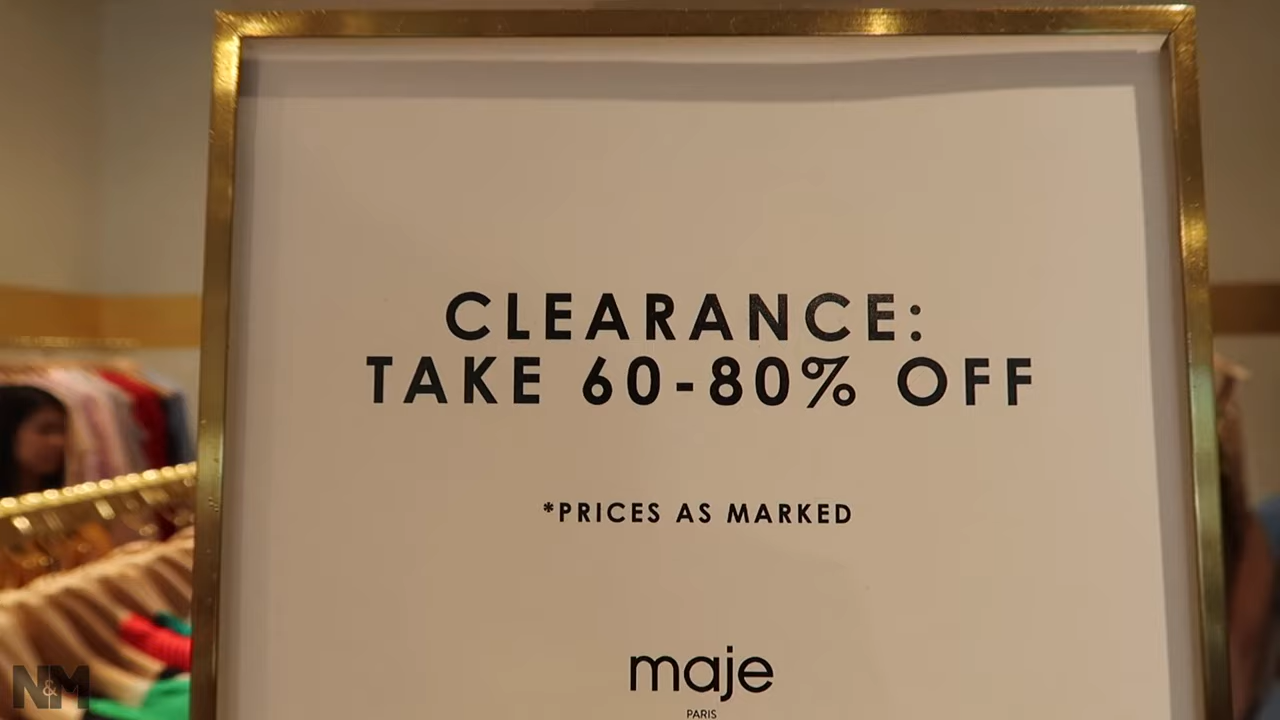 CLEARANCE:
TAKE 60-80% OFF
*PRICES AS MARKED
maje
PARIS
N&M